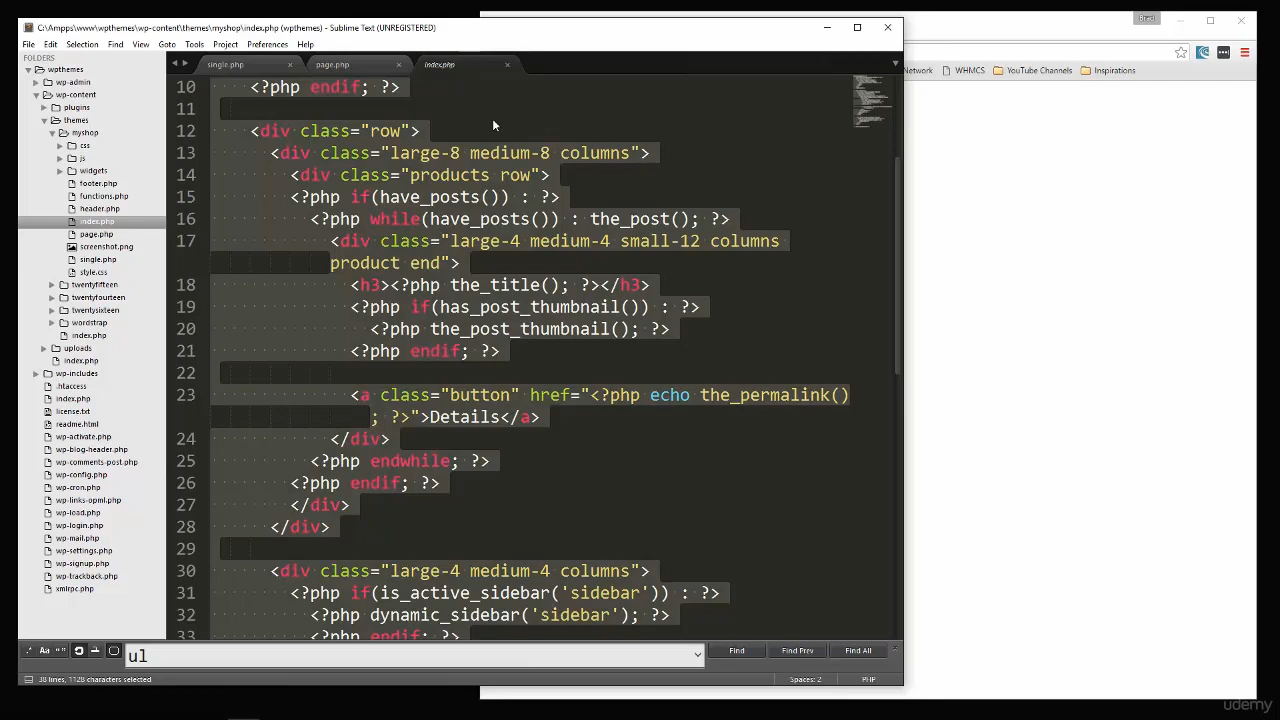 C:\Ampps\www\wpthemes\wp-content\themes\myshop\index.php (wpthemes) - Sublime Text (UNREGISTERED)
Brad
File Edit Selection Find View Goto Tools Project Preferences Help
FOLDERS
wpthemes
wp-admin
wp-content
plugins
themes
myshop
css
js
widgets
footer.php
functions.php
header.php
index.php
page.php
screenshot.png
single.php
style.css
twentyfifteen
twentyfourteen
twentysixteen
wordstrap
index.php
uploads
index.php
wp-includes
.htaccess
index.php
license.txt
readme.html
wp-activate.php
wp-blog-header.php
wp-comments-post.php
wp-config.php
wp-cron.php
wp-links-opml.php
wp-load.php
wp-login.php
wp-mail.php
wp-settings.php
wp-signup.php
wp-trackback.php
xmlrpc.php
single.php page.php index.php
10 <?php endif; ?>
11
12 <div class="row">
13 <div class="large-8 medium-8 columns">
14 <div class="products row">
15 <?php if(have_posts()) : ?>
16 <?php while(have_posts()) : the_post(); ?>
17 <div class="large-4 medium-4 small-12 columns
product end">
18 <h3><?php the_title(); ?></h3>
19 <?php if(has_post_thumbnail()) : ?>
20 <?php the_post_thumbnail(); ?>
21 <?php endif; ?>
22
23 <a class="button" href="<?php echo the_permalink()
; ?>">Details</a>
24 </div>
25 <?php endwhile; ?>
26 <?php endif; ?>
27 </div>
28 </div>
29
30 <div class="large-4 medium-4 columns">
31 <?php if(is_active_sidebar('sidebar')) : ?>
32 <?php dynamic_sidebar('sidebar'); ?>
33 <?php endif; ?>
Network WHMCS YouTube Channels Inspirations
Aa ul Find Find Prev Find All
38 lines, 1128 characters selected Spaces: 2 PHP
udemy